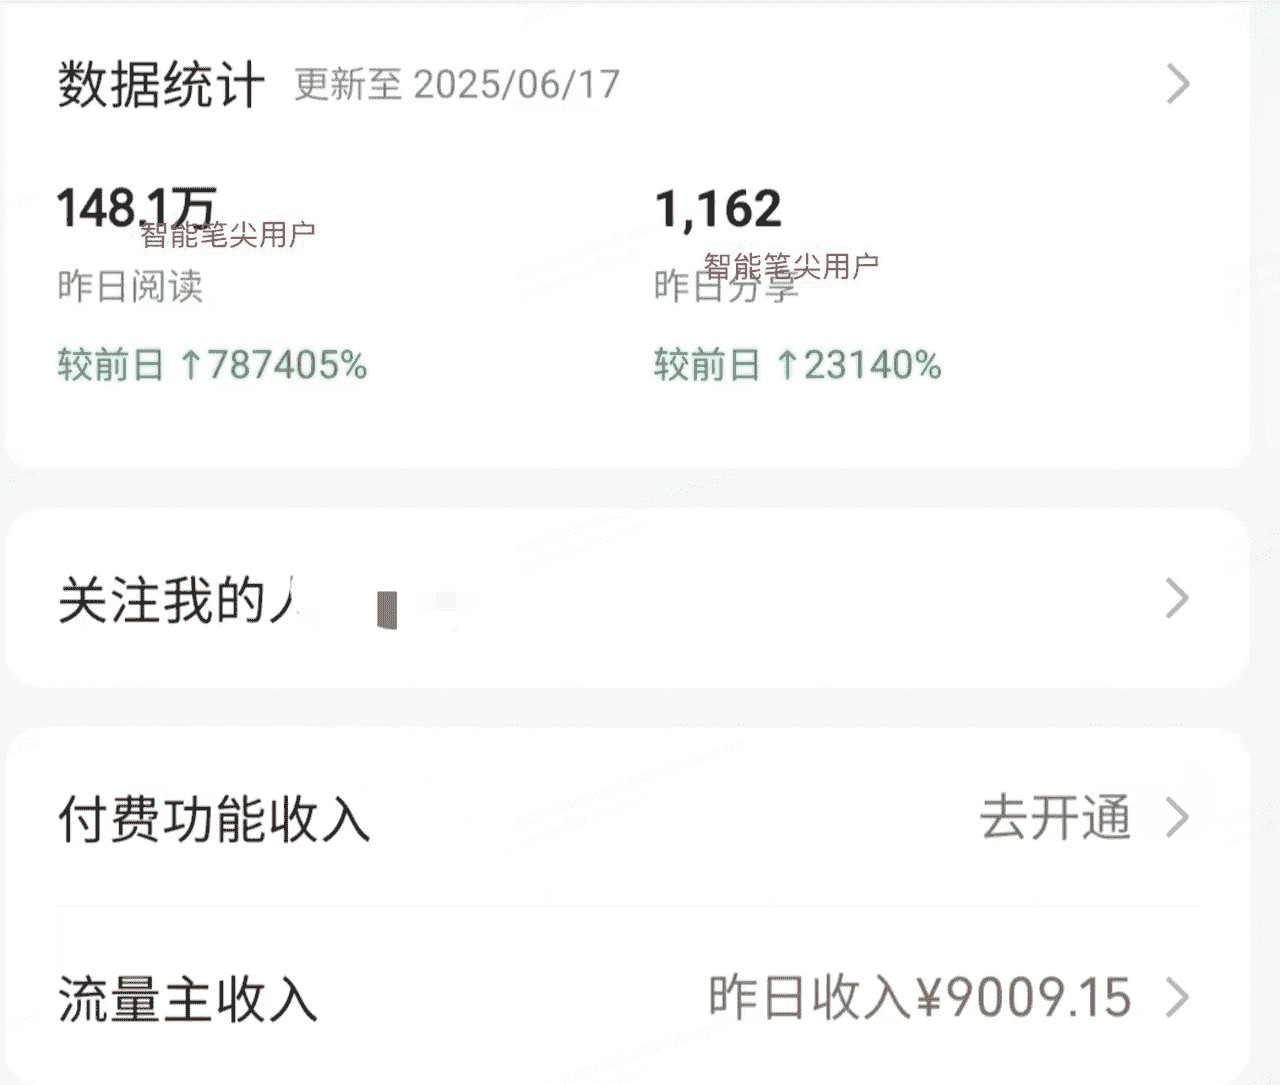 数据统计 更新至 2025/06/17
148.1万 1,162
智能笔尖用户 智能笔尖用户
昨日阅读 昨日分享
较前日 ↑787405% 较前日 ↑23140%
关注我的人
付费功能收入 去开通
流量主收入 昨日收入¥9009.15